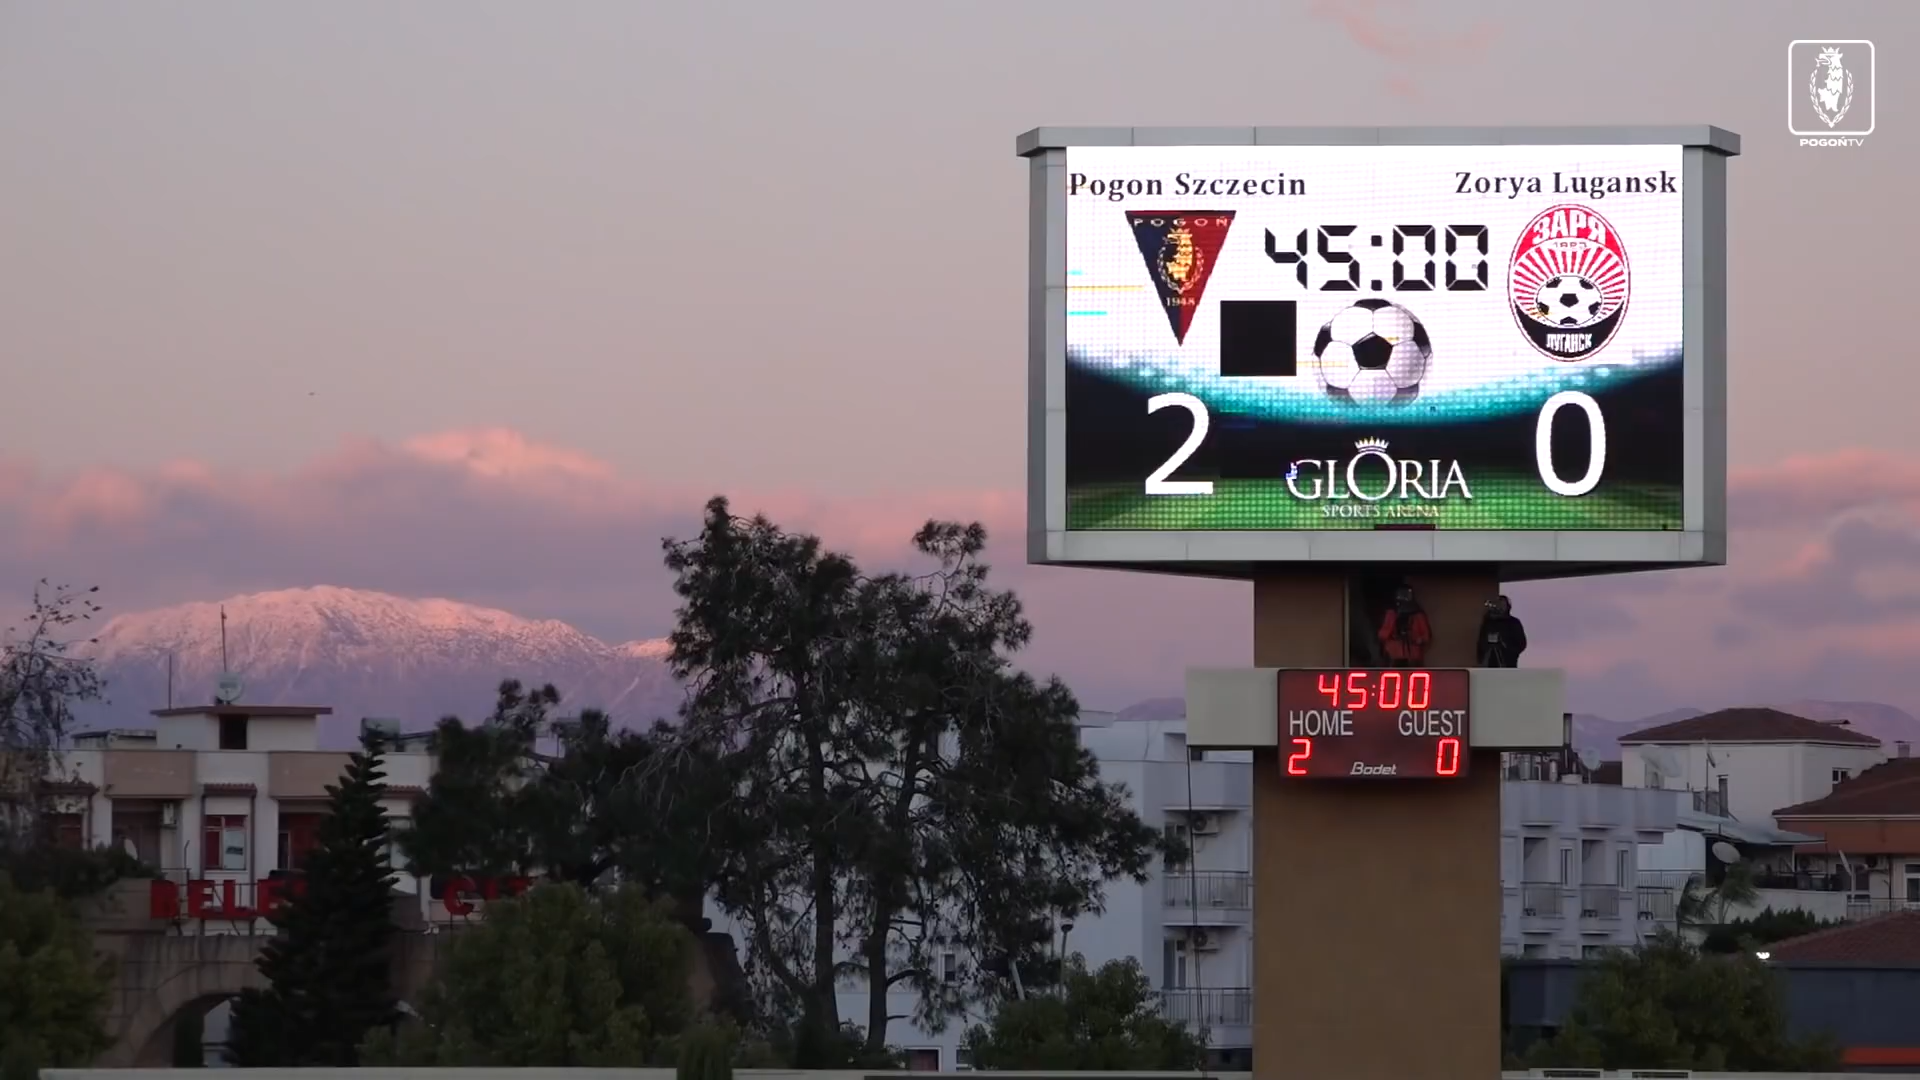 POGOŃTV
Pogon Szczecin
Zorya Lugansk
POGOŃ
1948
45:00
ЗАРЯ
1923
ЛУГАНСК
2
0
GLORIA
SPORTS ARENA
45:00
HOME GUEST
2 0
Bodet